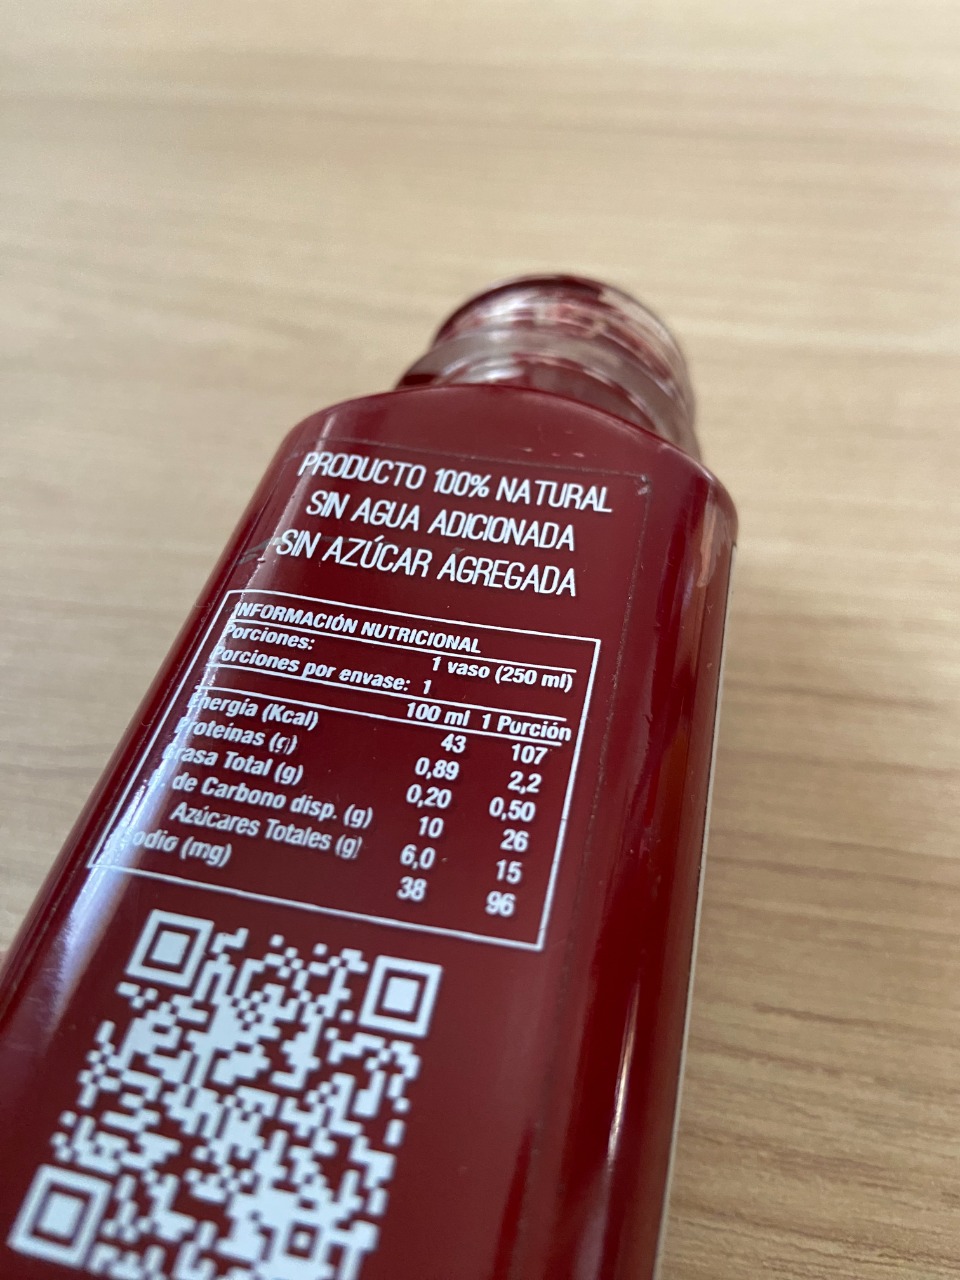 PRODUCTO 100% NATURAL
SIN AGUA ADICIONADA
SIN AZÚCAR AGREGADA
INFORMACIÓN NUTRICIONAL
Porciones: 1 vaso (250 ml)
Porciones por envase: 1
100 ml 1 Porción
Energía (Kcal) 43 107
Proteínas (g) 0,89 2,2
Grasa Total (g) 0,20 0,50
de Carbono disp. (g) 10 26
Azúcares Totales (g) 6,0 15
Sodio (mg) 38 96